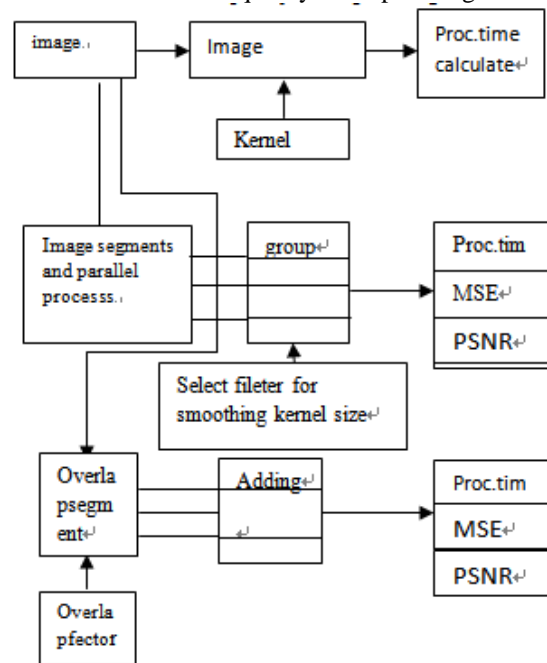 image.
Image
Proc.time
calculate
Kernel
Image segments
and parallel
processs.
group
Proc.tim
MSE
PSNR
Select fileter for
smoothing kernel size
Overla
psegm
ent
Adding
Proc.tim
MSE
PSNR
Overla
pfector